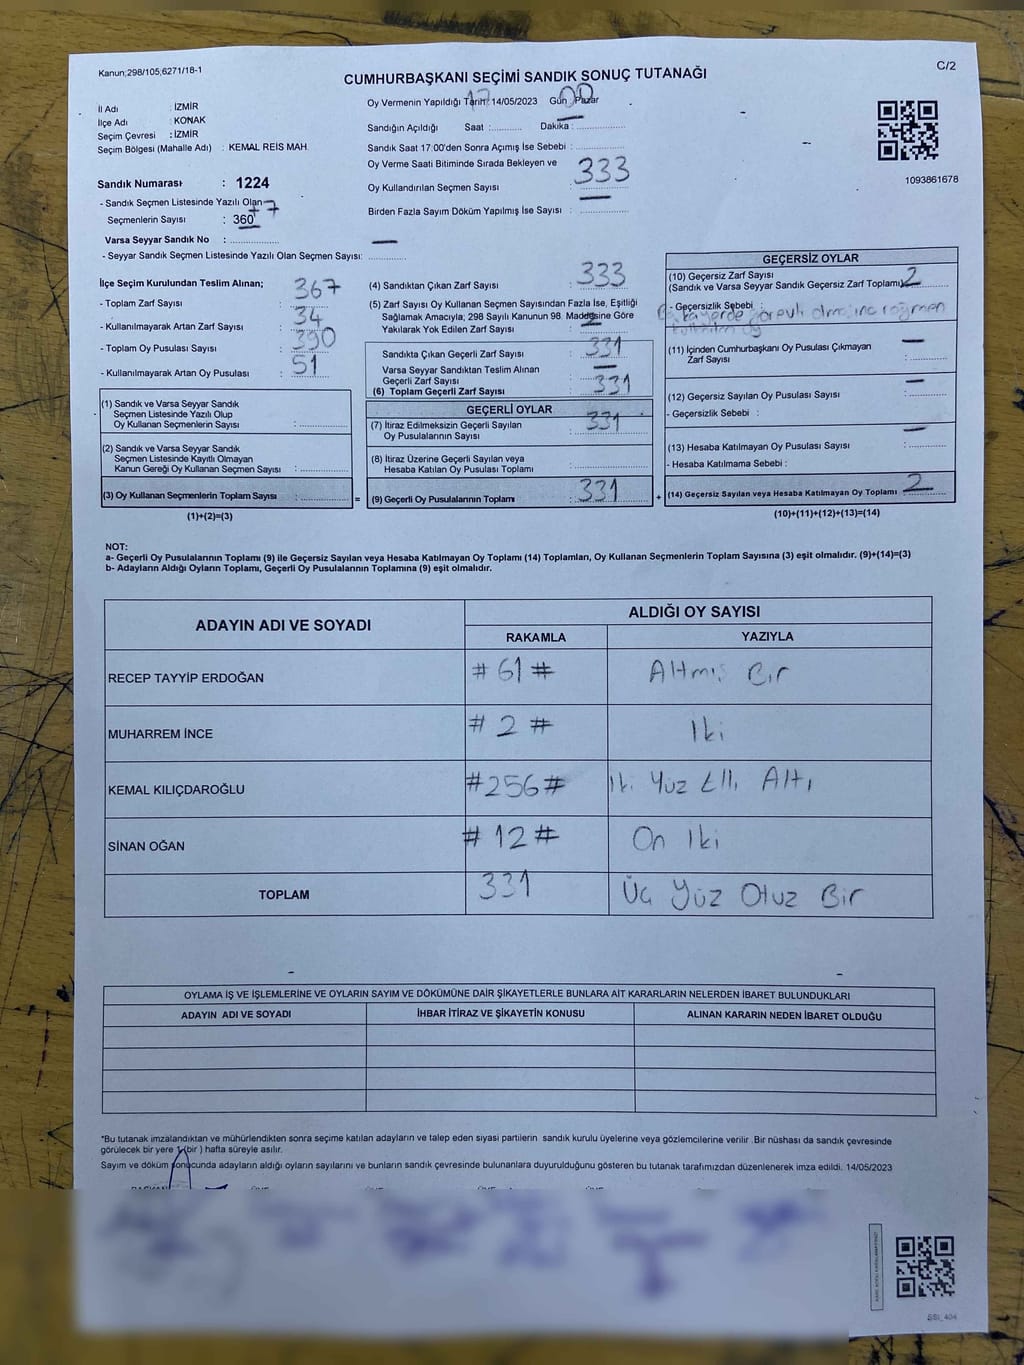 Kanun;298/105;6271/18-1
C/2
CUMHURBAŞKANI SEÇİMİ SANDIK SONUÇ TUTANAĞI
İl Adı : İZMİR
İlçe Adı : KONAK
Seçim Çevresi : İZMİR
Seçim Bölgesi (Mahalle Adı) : KEMAL REİS MAH.
Oy Vermenin Yapıldığı Tarih: 14/05/2023 Gün: Pazar
Sandığın Açıldığı Saat : 17 Dakika : 00
Sandık Saat 17:00'den Sonra Açımış İse Sebebi : —
Oy Verme Saati Bitiminde Sırada Bekleyen ve
Oy Kullandırılan Seçmen Sayısı : 333
Birden Fazla Sayım Döküm Yapılmış İse Sayısı : —
1093861678
Sandık Numarası : 1224
- Sandık Seçmen Listesinde Yazılı Olan
Seçmenlerin Sayısı : 360 +7
Varsa Seyyar Sandık No : —
- Seyyar Sandık Seçmen Listesinde Yazılı Olan Seçmen Sayısı: —
İlçe Seçim Kurulundan Teslim Alınan;
- Toplam Zarf Sayısı : 367
- Kullanılmayarak Artan Zarf Sayısı : 34
- Toplam Oy Pusulası Sayısı : 390
- Kullanılmayarak Artan Oy Pusulası : 51
(1) Sandık ve Varsa Seyyar Sandık
Seçmen Listesinde Yazılı Olup
Oy Kullanan Seçmenlerin Sayısı :
(2) Sandık ve Varsa Seyyar Sandık
Seçmen Listesinde Kayıtlı Olmayan
Kanun Gereği Oy Kullanan Seçmen Sayısı :
(3) Oy Kullanan Seçmenlerin Toplam Sayısı : =
(1)+(2)=(3)
(4) Sandıktan Çıkan Zarf Sayısı : 333
(5) Zarf Sayısı Oy Kullanan Seçmen Sayısından Fazla İse, Eşitliği
Sağlamak Amacıyla; 298 Sayılı Kanunun 98. Maddesine Göre
Yakılarak Yok Edilen Zarf Sayısı : 2
Sandıkta Çıkan Geçerli Zarf Sayısı : 331
Varsa Seyyar Sandıktan Teslim Alınan
Geçerli Zarf Sayısı : —
(6) Toplam Geçerli Zarf Sayısı : 331
GEÇERLİ OYLAR
(7) İtiraz Edilmeksizin Geçerli Sayılan
Oy Pusulalarının Sayısı : 331
(8) İtiraz Üzerine Geçerli Sayılan veya
Hesaba Katılan Oy Pusulası Toplamı :
(9) Geçerli Oy Pusulalarının Toplamı : 331 +
GEÇERSİZ OYLAR
(10) Geçersiz Zarf Sayısı
(Sandık ve Varsa Seyyar Sandık Geçersiz Zarf Toplamı) 2
- Geçersizlik Sebebi : görevli olmasına rağmen
oy
(11) İçinden Cumhurbaşkanı Oy Pusulası Çıkmayan
Zarf Sayısı : —
(12) Geçersiz Sayılan Oy Pusulası Sayısı : —
- Geçersizlik Sebebi :
(13) Hesaba Katılmayan Oy Pusulası Sayısı : —
- Hesaba Katılmama Sebebi :
(14) Geçersiz Sayılan veya Hesaba Katılmayan Oy Toplamı : 2
(10)+(11)+(12)+(13)=(14)
NOT:
a- Geçerli Oy Pusulalarının Toplamı (9) ile Geçersiz Sayılan veya Hesaba Katılmayan Oy Toplamı (14) Toplamları, Oy Kullanan Seçmenlerin Toplam Sayısına (3) eşit olmalıdır. (9)+(14)=(3)
b- Adayların Aldığı Oyların Toplamı, Geçerli Oy Pusulalarının Toplamına (9) eşit olmalıdır.
ADAYIN ADI VE SOYADI
ALDIĞI OY SAYISI
RAKAMLA YAZIYLA
RECEP TAYYİP ERDOĞAN # 61 # Altmış Bir
MUHARREM İNCE # 2 # İki
KEMAL KILIÇDAROĞLU #256# İki Yüz Elli Altı
SİNAN OĞAN # 12 # On İki
TOPLAM 331 Üç Yüz Otuz Bir
OYLAMA İŞ VE İŞLEMLERİNE VE OYLARIN SAYIM VE DÖKÜMÜNE DAİR ŞİKAYETLERLE BUNLARA AİT KARARLARIN NELERDEN İBARET BULUNDUKLARI
ADAYIN ADI VE SOYADI İHBAR İTİRAZ VE ŞİKAYETİN KONUSU ALINAN KARARIN NEDEN İBARET OLDUĞU
*Bu tutanak imzalandıktan ve mühürlendikten sonra seçime katılan adayların ve talep eden siyasi partilerin sandık kurulu üyelerine veya gözlemcilerine verilir .Bir nüshası da sandık çevresinde
görülecek bir yere 1 (bir ) hafta süreyle asılır.
Sayım ve döküm sonucunda adayların aldığı oyların sayılarını ve bunların sandık çevresinde bulunanlara duyurulduğunu gösteren bu tutanak tarafımızdan düzenlenerek imza edildi. 14/05/2023
SSI_404